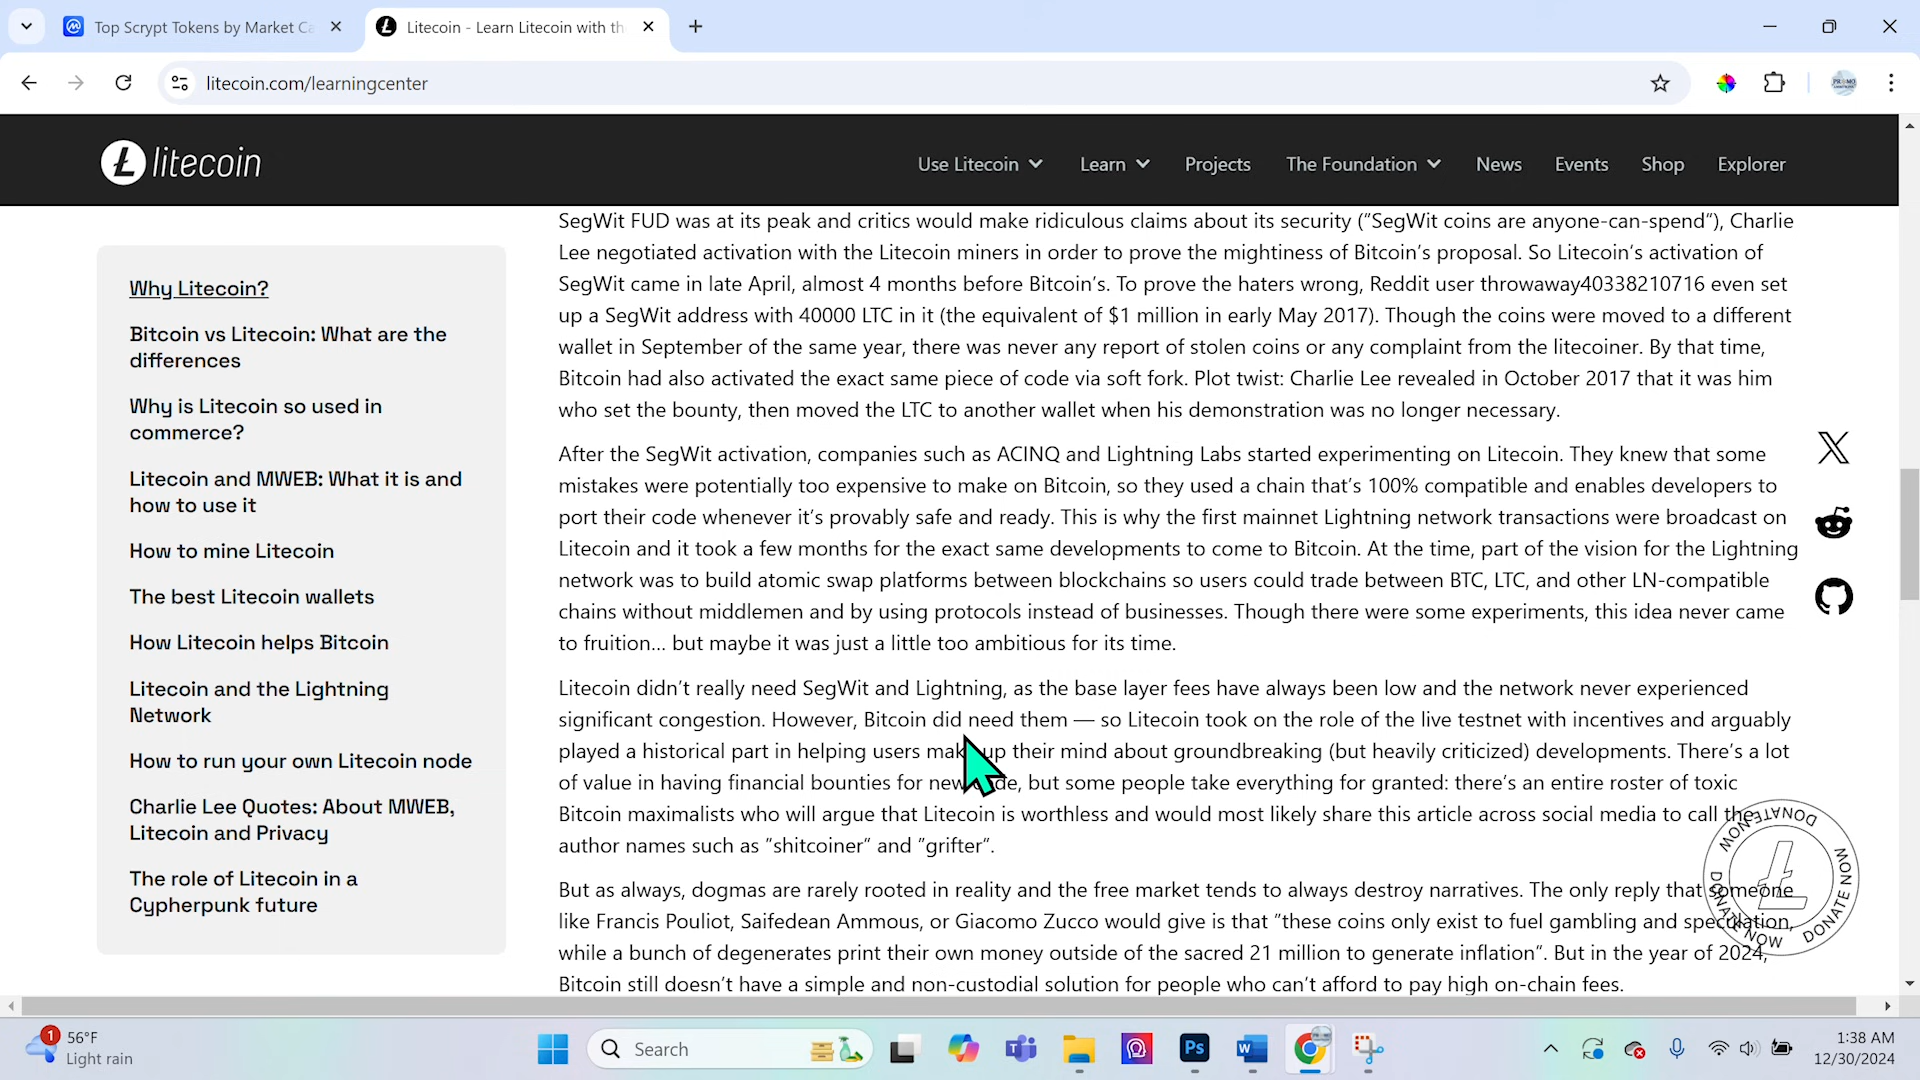 Top Scrypt Tokens by Market Ca
Litecoin - Learn Litecoin with th
litecoin.com/learningcenter
PROMO
litecoin
Use Litecoin
Learn
Projects
The Foundation
News
Events
Shop
Explorer
Why Litecoin?
Bitcoin vs Litecoin: What are the
differences
Why is Litecoin so used in
commerce?
Litecoin and MWEB: What it is and
how to use it
How to mine Litecoin
The best Litecoin wallets
How Litecoin helps Bitcoin
Litecoin and the Lightning
Network
How to run your own Litecoin node
Charlie Lee Quotes: About MWEB,
Litecoin and Privacy
The role of Litecoin in a
Cypherpunk future
SegWit FUD was at its peak and critics would make ridiculous claims about its security (“SegWit coins are anyone-can-spend“), Charlie
Lee negotiated activation with the Litecoin miners in order to prove the mightiness of Bitcoin’s proposal. So Litecoin’s activation of
SegWit came in late April, almost 4 months before Bitcoin’s. To prove the haters wrong, Reddit user throwaway40338210716 even set
up a SegWit address with 40000 LTC in it (the equivalent of $1 million in early May 2017). Though the coins were moved to a different
wallet in September of the same year, there was never any report of stolen coins or any complaint from the litecoiner. By that time,
Bitcoin had also activated the exact same piece of code via soft fork. Plot twist: Charlie Lee revealed in October 2017 that it was him
who set the bounty, then moved the LTC to another wallet when his demonstration was no longer necessary.
After the SegWit activation, companies such as ACINQ and Lightning Labs started experimenting on Litecoin. They knew that some
mistakes were potentially too expensive to make on Bitcoin, so they used a chain that’s 100% compatible and enables developers to
port their code whenever it’s provably safe and ready. This is why the first mainnet Lightning network transactions were broadcast on
Litecoin and it took a few months for the exact same developments to come to Bitcoin. At the time, part of the vision for the Lightning
network was to build atomic swap platforms between blockchains so users could trade between BTC, LTC, and other LN-compatible
chains without middlemen and by using protocols instead of businesses. Though there were some experiments, this idea never came
to fruition… but maybe it was just a little too ambitious for its time.
Litecoin didn’t really need SegWit and Lightning, as the base layer fees have always been low and the network never experienced
significant congestion. However, Bitcoin did need them — so Litecoin took on the role of the live testnet with incentives and arguably
played a historical part in helping users make up their mind about groundbreaking (but heavily criticized) developments. There’s a lot
of value in having financial bounties for new code, but some people take everything for granted: there’s an entire roster of toxic
Bitcoin maximalists who will argue that Litecoin is worthless and would most likely share this article across social media to call the
author names such as ”shitcoiner” and ”grifter”.
But as always, dogmas are rarely rooted in reality and the free market tends to always destroy narratives. The only reply that someone
like Francis Pouliot, Saifedean Ammous, or Giacomo Zucco would give is that ”these coins only exist to fuel gambling and speculation,
while a bunch of degenerates print their own money outside of the sacred 21 million to generate inflation”. But in the year of 2024,
Bitcoin still doesn’t have a simple and non-custodial solution for people who can’t afford to pay high on-chain fees.
DONATE NOW DONATE NOW DONATE NOW
1
56°F
Light rain
Search
Ps
W
1:38 AM
12/30/2024